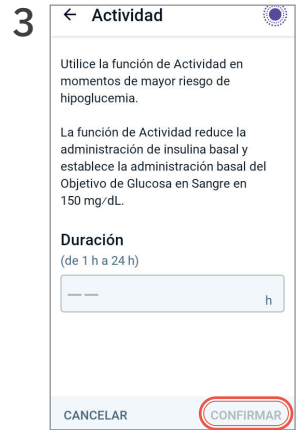 3
← Actividad
Utilice la función de Actividad en
momentos de mayor riesgo de
hipoglucemia.
La función de Actividad reduce la
administración de insulina basal y
establece la administración basal del
Objetivo de Glucosa en Sangre en
150 mg/dL.
Duración
(de 1 h a 24 h)
— — h
CANCELAR CONFIRMAR